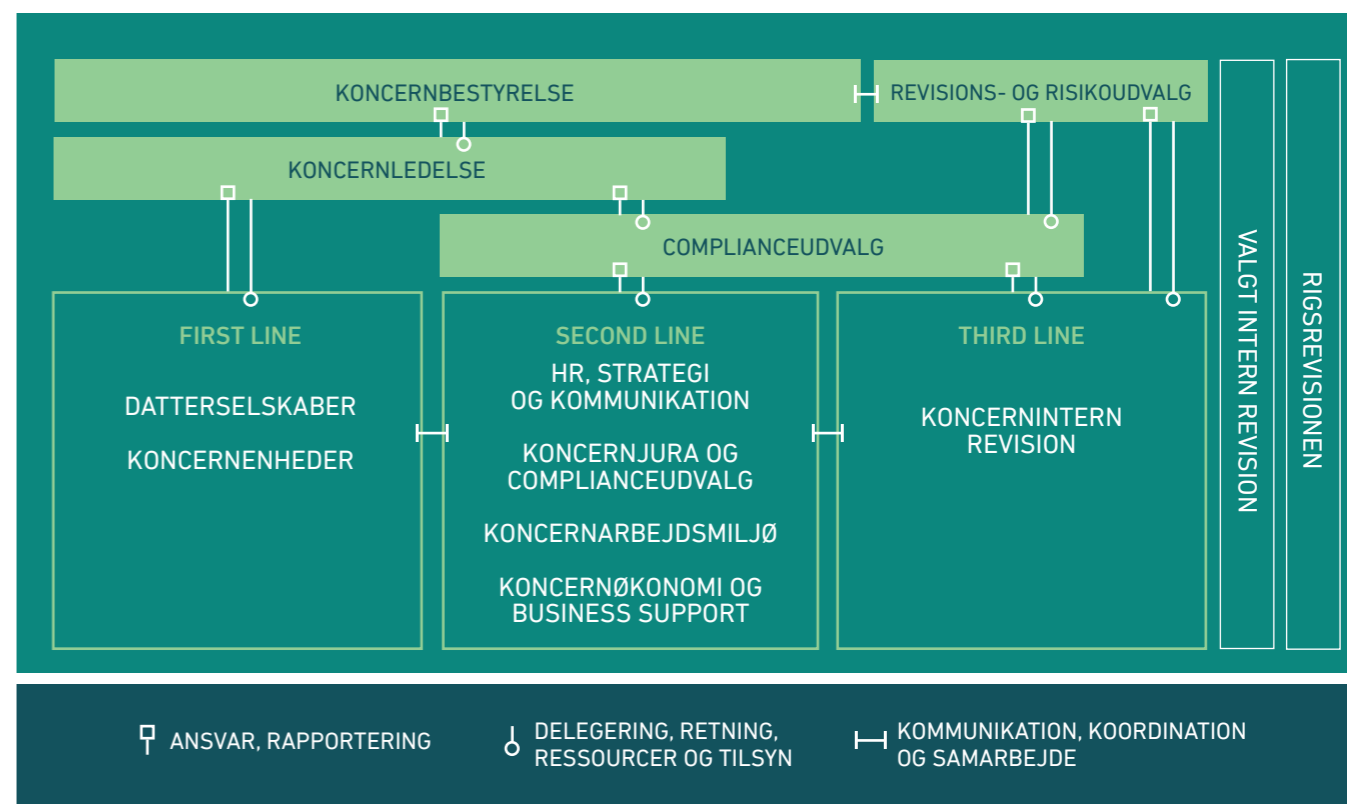 KONCERNBESTYRELSE
REVISIONS- OG RISIKOUDVALG
KONCERNLEDELSE
COMPLIANCEUDVALG
FIRST LINE
DATTERSELSKABER
KONCERNENHEDER
SECOND LINE
HR, STRATEGI
OG KOMMUNIKATION
KONCERNJURA OG
COMPLIANCEUDVALG
KONCERNARBEJDSMILJØ
KONCERNØKONOMI OG
BUSINESS SUPPORT
THIRD LINE
KONCERNINTERN
REVISION
VALGT INTERN REVISION
RIGSREVISIONEN
ANSVAR, RAPPORTERING
DELEGERING, RETNING,
RESSOURCER OG TILSYN
KOMMUNIKATION, KOORDINATION
OG SAMARBEJDE